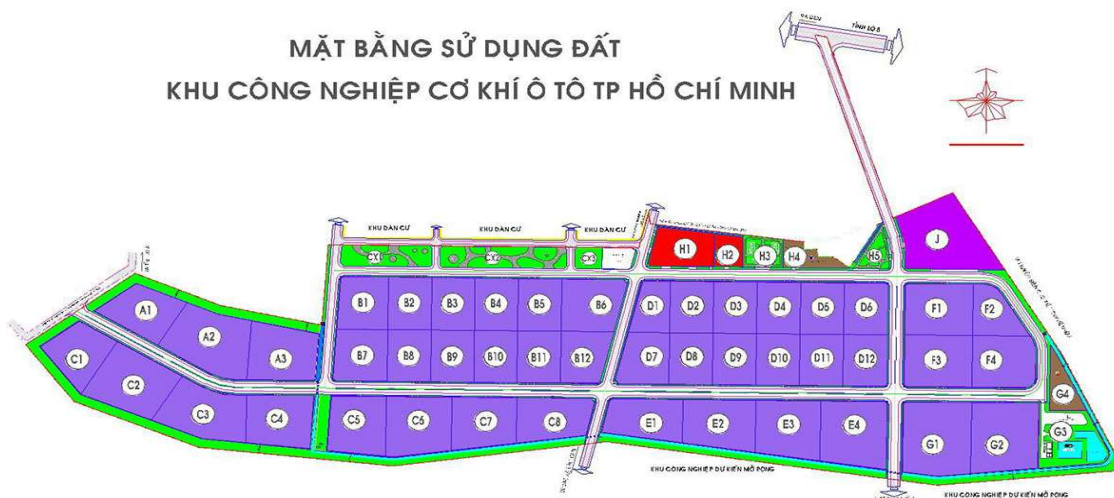 MẶT BẰNG SỬ DỤNG ĐẤT
KHU CÔNG NGHIỆP CƠ KHÍ Ô TÔ TP HỒ CHÍ MINH
TỈNH LỘ 8
KHU DÂN CƯ
KHU DÂN CƯ
KHU DÂN CƯ
CX1
CX2
CX3
H1
H2
H3
H4
H5
J
A1
A2
A3
B1
B2
B3
B4
B5
B6
D1
D2
D3
D4
D5
D6
F1
F2
B7
B8
B9
B10
B11
B12
D7
D8
D9
D10
D11
D12
F3
F4
C1
C2
C3
C4
C5
C6
C7
C8
E1
E2
E3
E4
G1
G2
G3
G4
KHU CÔNG NGHIỆP DỰ KIẾN MỞ RỘNG
KHU CÔNG NGHIỆP DỰ KIẾN MỞ RỘNG